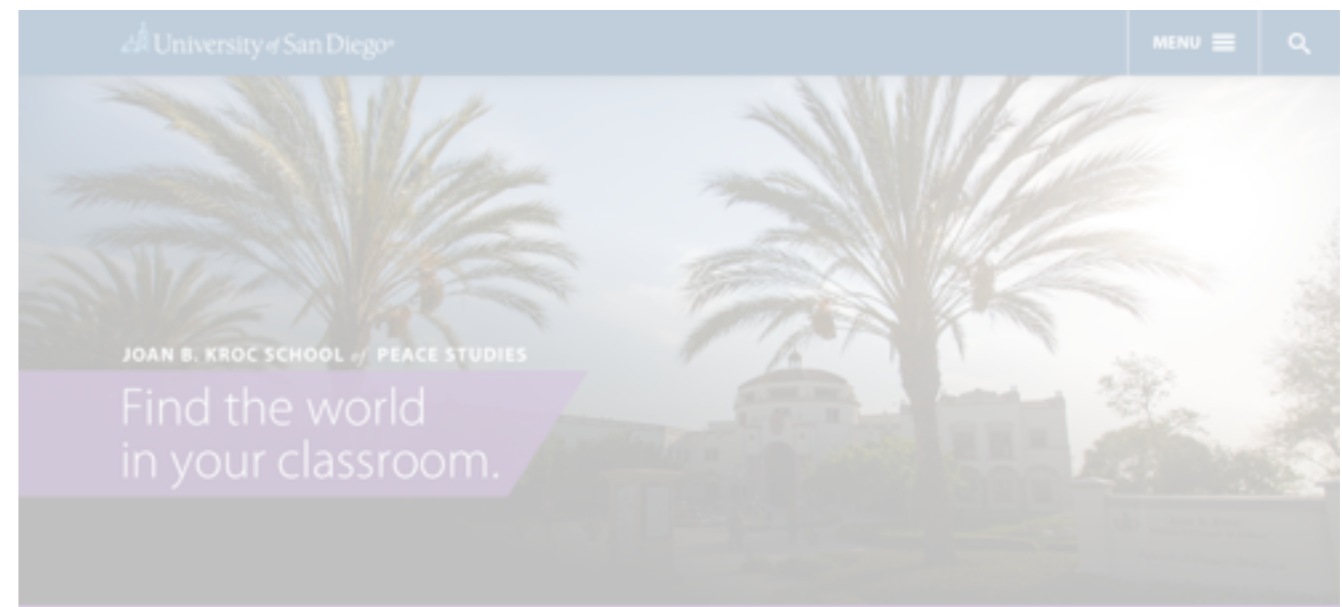 University of San Diego
MENU
JOAN B. KROC SCHOOL of PEACE STUDIES
Find the world
in your classroom.